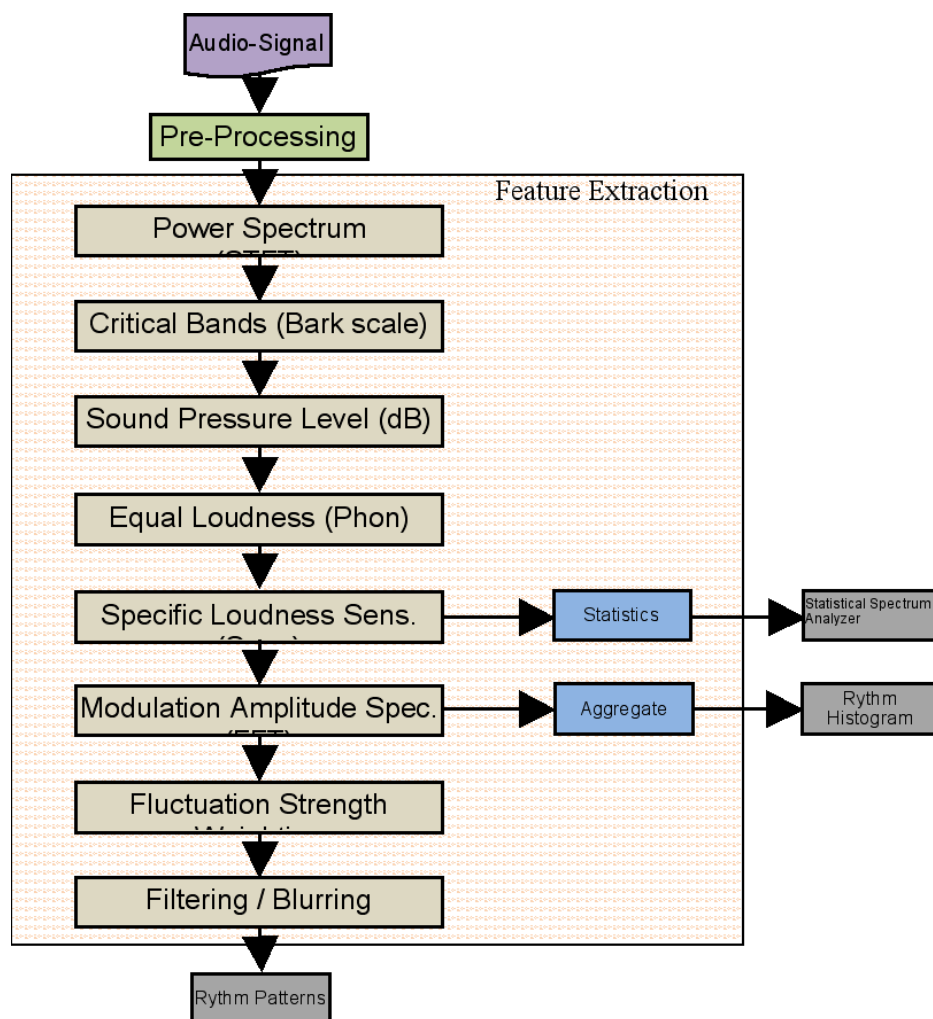 Audio-Signal
Pre-Processing
Feature Extraction
Power Spectrum
(STFT)
Critical Bands (Bark scale)
Sound Pressure Level (dB)
Equal Loudness (Phon)
Specific Loudness Sens.
Statistics
Statistical Spectrum
Analyzer
Modulation Amplitude Spec.
(FFT)
Aggregate
Rythm
Histogram
Fluctuation Strength
Filtering / Blurring
Rythm Patterns